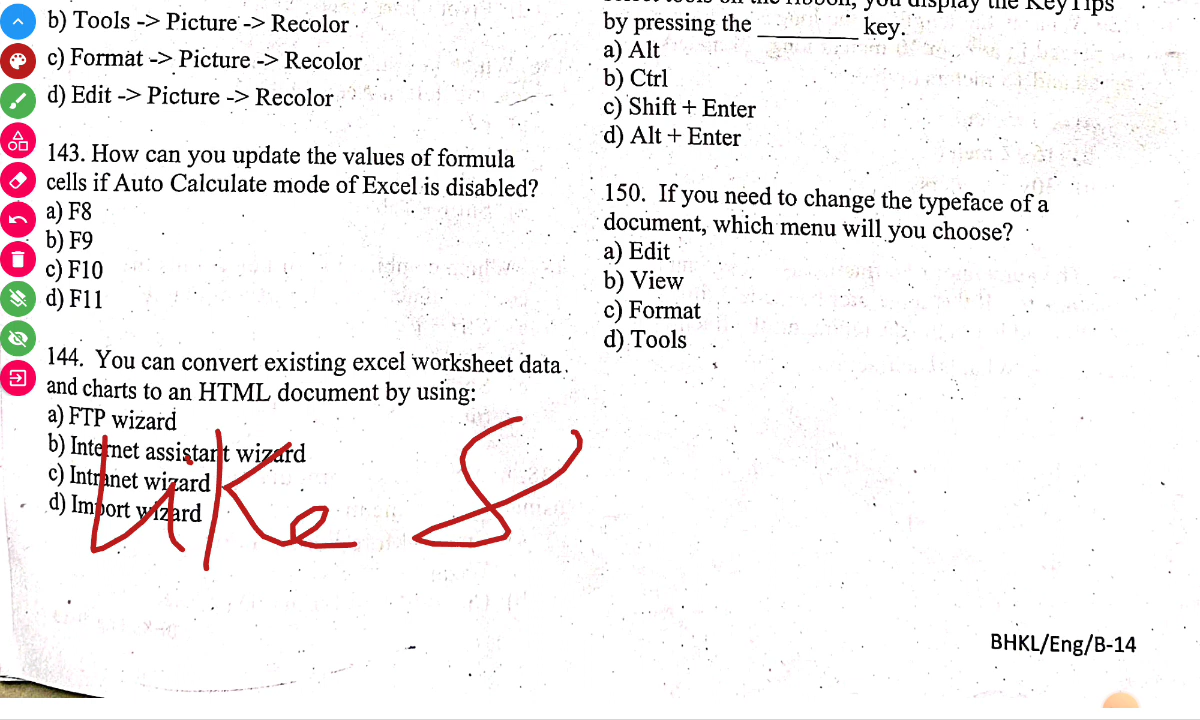 b) Tools -> Picture -> Recolor
c) Format -> Picture -> Recolor
d) Edit -> Picture -> Recolor
143. How can you update the values of formula
cells if Auto Calculate mode of Excel is disabled?
a) F8
b) F9
c) F10
d) F11
144. You can convert existing excel worksheet data
and charts to an HTML document by using:
a) FTP wizard
b) Internet assistant wizard
c) Intranet wizard
d) Import wizard
like
you display the KeyTips
by pressing the ________ key.
a) Alt
b) Ctrl
c) Shift + Enter
d) Alt + Enter
150. If you need to change the typeface of a
document, which menu will you choose?
a) Edit
b) View
c) Format
d) Tools
BHKL/Eng/B-14